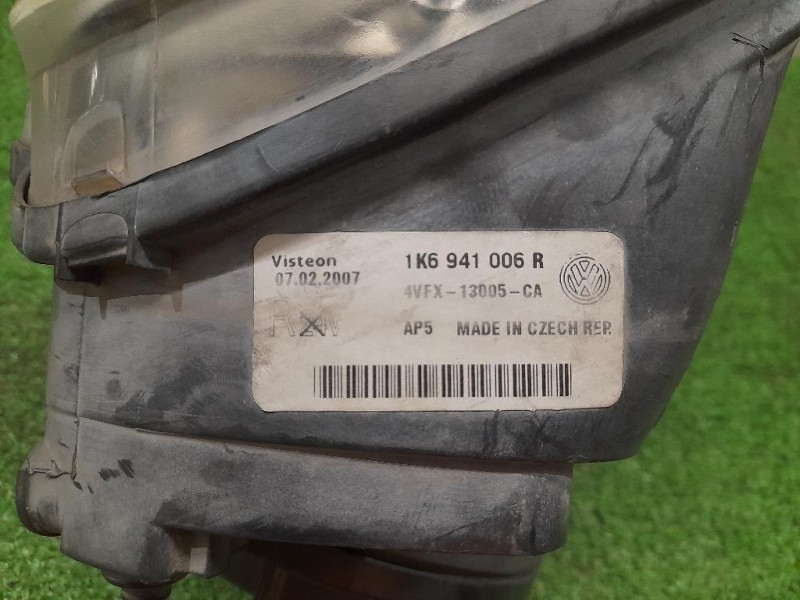 Visteon 1K6 941 006 R
07.02.2007 4VFX-13005-CA
AP5 MADE IN CZECH REP.